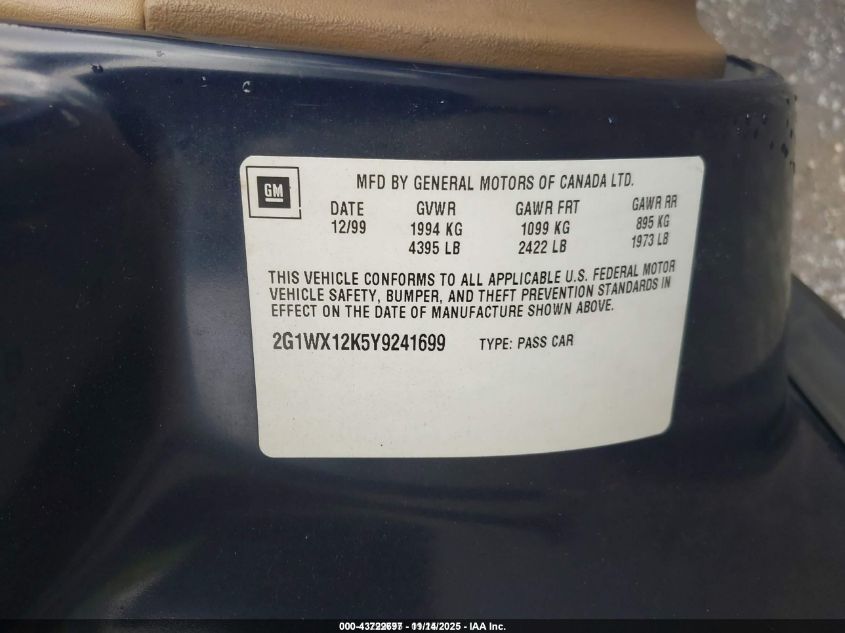 GM
MFD BY GENERAL MOTORS OF CANADA LTD.
DATE GVWR GAWR FRT GAWR RR
12/99 1994 KG 1099 KG 895 KG
4395 LB 2422 LB 1973 LB
THIS VEHICLE CONFORMS TO ALL APPLICABLE U.S. FEDERAL MOTOR
VEHICLE SAFETY, BUMPER, AND THEFT PREVENTION STANDARDS IN
EFFECT ON THE DATE OF MANUFACTURE SHOWN ABOVE.
2G1WX12K5Y9241699 TYPE: PASS CAR
- IAA Inc.